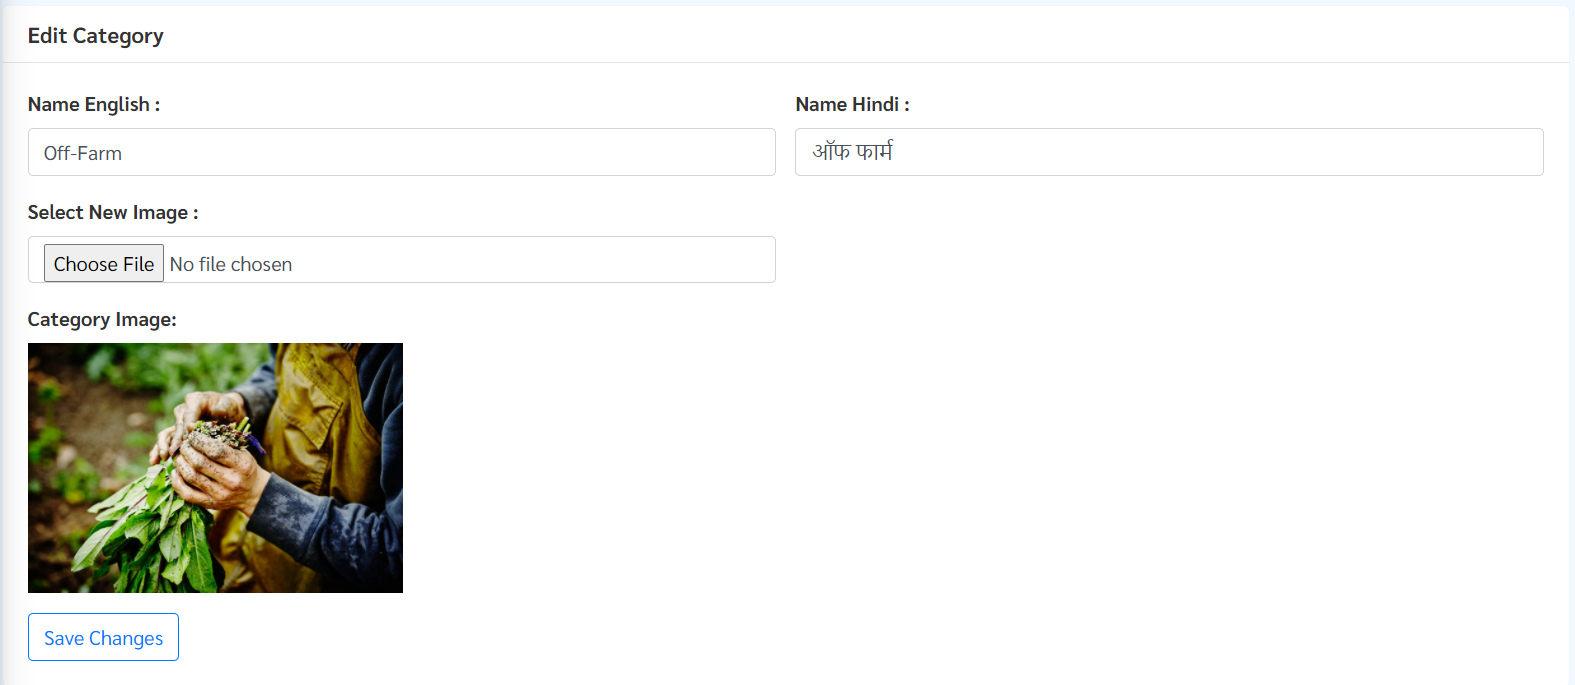 Edit Category
Name English :
Name Hindi :
Off-Farm
ऑफ फार्म
Select New Image :
Choose File No file chosen
Category Image:
Save Changes